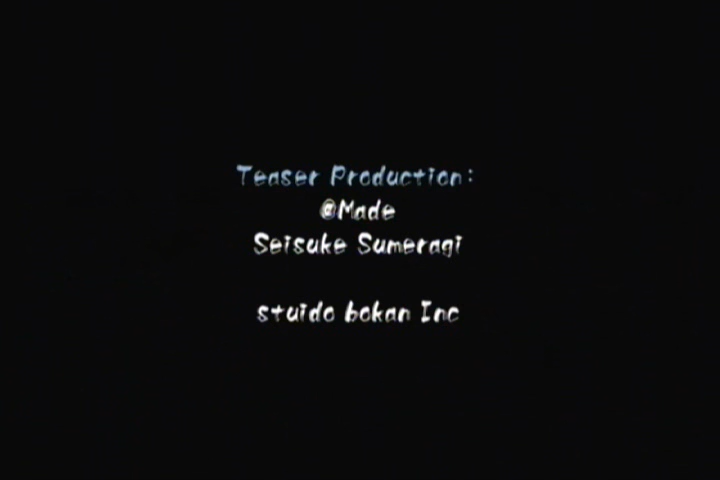 Teaser Production:
@Made
Seisuke Sumeragi
stuido bokan Inc